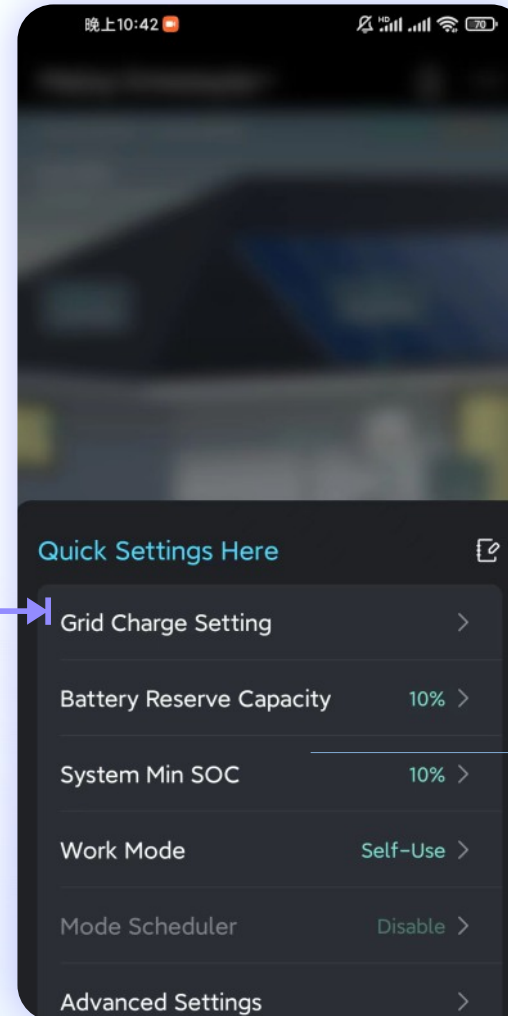 晚上10:42
HD
70
Quick Settings Here
Grid Charge Setting
Battery Reserve Capacity 10%
System Min SOC 10%
Work Mode Self-Use
Mode Scheduler Disable
Advanced Settings